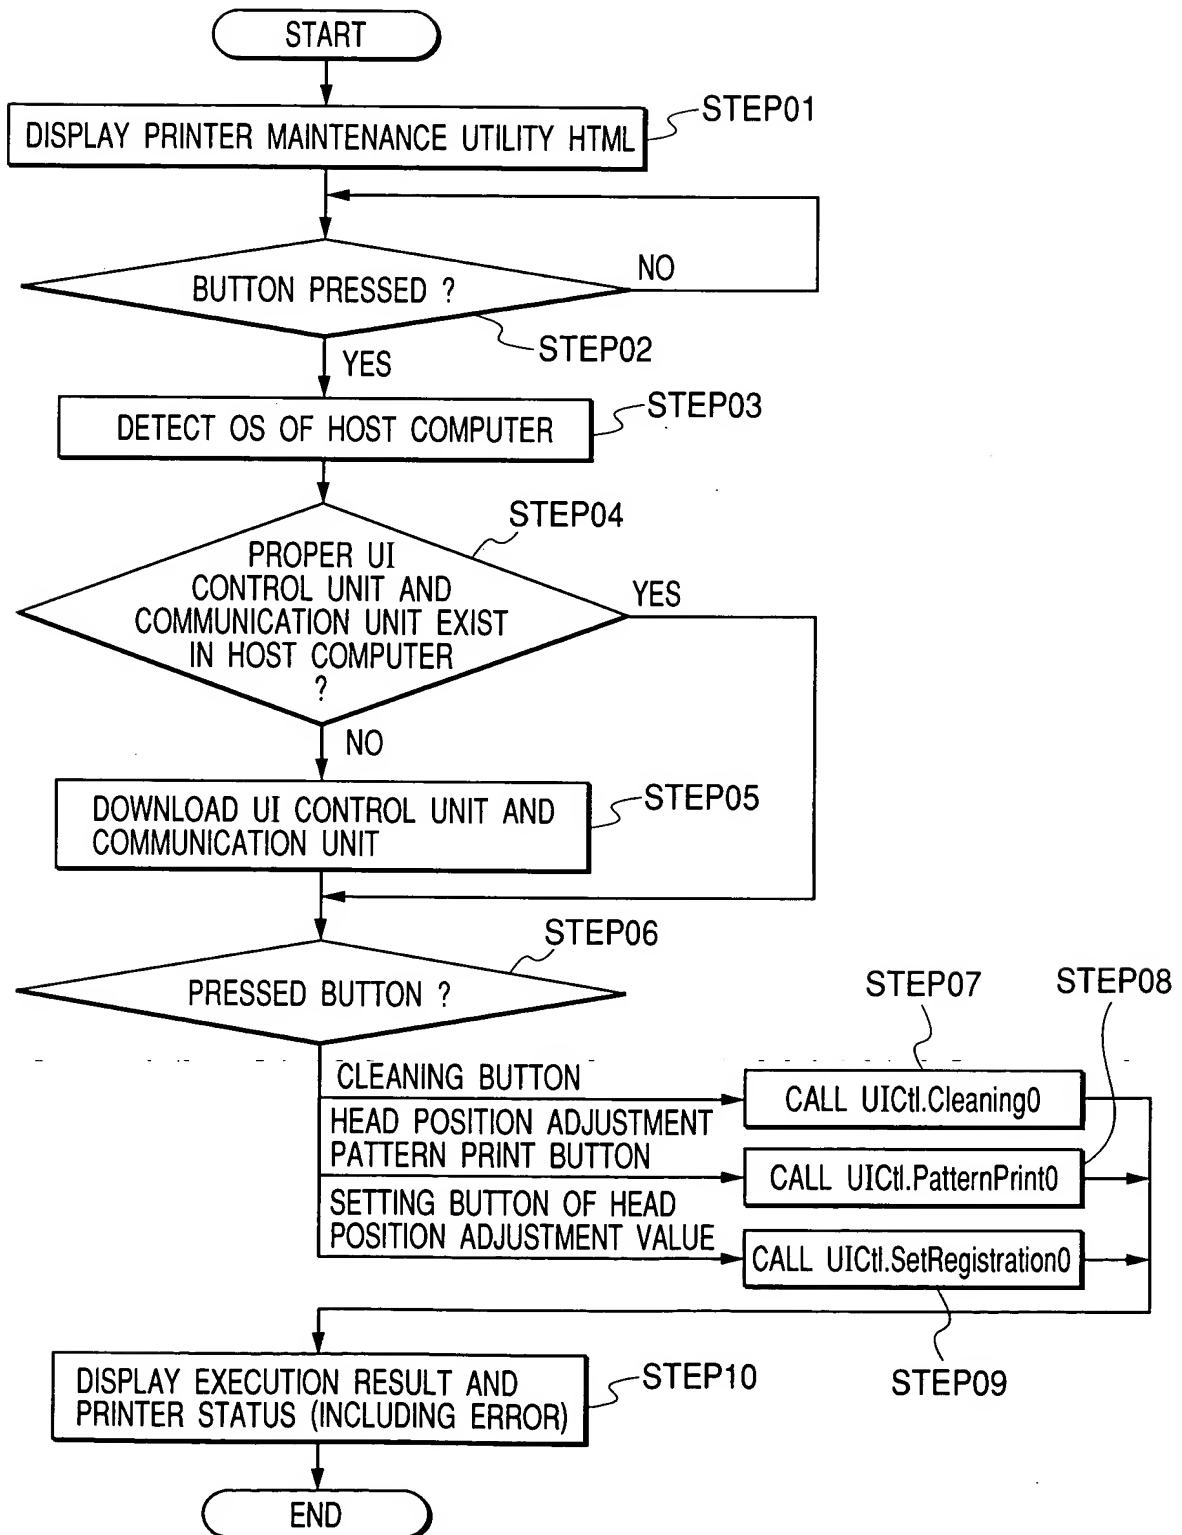 START
STEP01
DISPLAY PRINTER MAINTENANCE UTILITY HTML
NO
BUTTON PRESSED ?
STEP02
YES
STEP03
DETECT OS OF HOST COMPUTER
STEP04
PROPER UI
CONTROL UNIT AND
COMMUNICATION UNIT EXIST
IN HOST COMPUTER
?
YES
NO
DOWNLOAD UI CONTROL UNIT AND
COMMUNICATION UNIT
STEP05
STEP06
PRESSED BUTTON ?
STEP07
STEP08
CLEANING BUTTON
CALL UICtl.Cleaning()
HEAD POSITION ADJUSTMENT
PATTERN PRINT BUTTON
CALL UICtl.PatternPrint()
SETTING BUTTON OF HEAD
POSITION ADJUSTMENT VALUE
CALL UICtl.SetRegistration()
STEP09
DISPLAY EXECUTION RESULT AND
PRINTER STATUS (INCLUDING ERROR)
STEP10
END